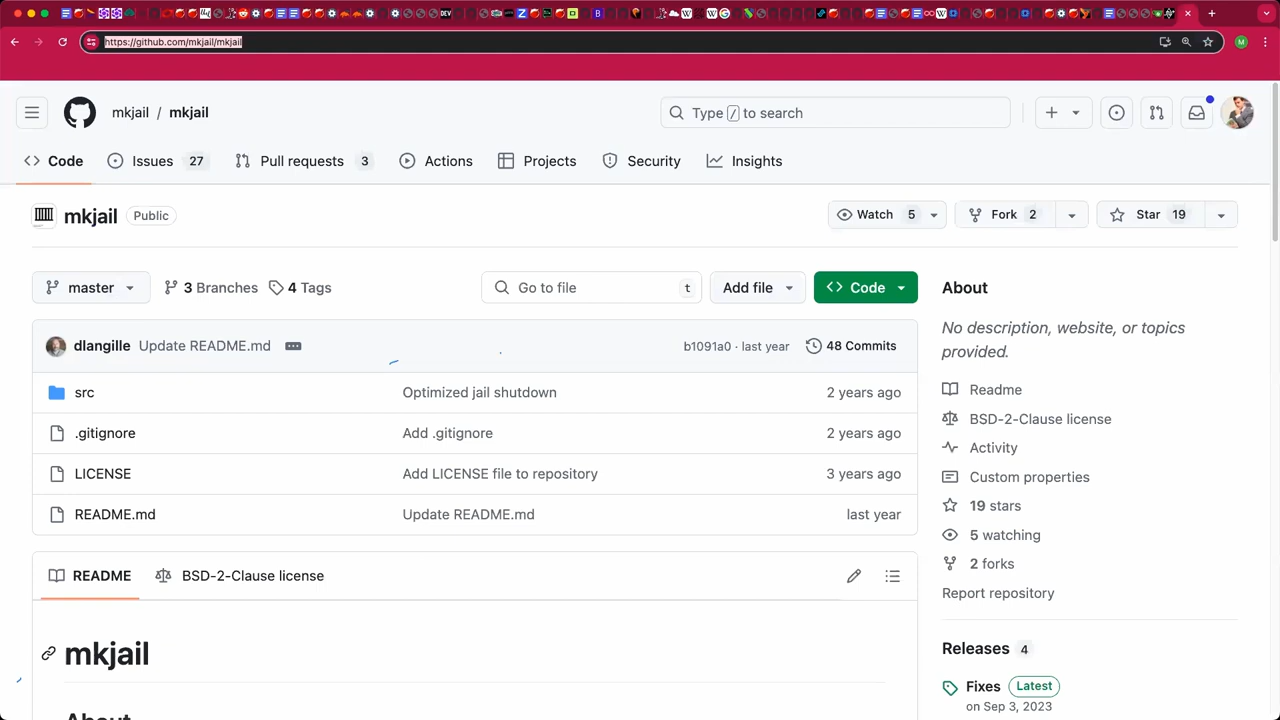 https://github.com/mkjail/mkjail
M
mkjail / mkjail
Type / to search
Code
Issues 27
Pull requests 3
Actions
Projects
Security
Insights
mkjail Public
Watch 5
Fork 2
Star 19
master
3 Branches
4 Tags
Go to file t
Add file
Code
About
No description, website, or topics
provided.
dlangille Update README.md
b1091a0 · last year
48 Commits
src Optimized jail shutdown 2 years ago
.gitignore Add .gitignore 2 years ago
LICENSE Add LICENSE file to repository 3 years ago
README.md Update README.md last year
Readme
BSD-2-Clause license
Activity
Custom properties
19 stars
5 watching
2 forks
Report repository
README
BSD-2-Clause license
mkjail
About
Releases 4
Fixes Latest
on Sep 3, 2023